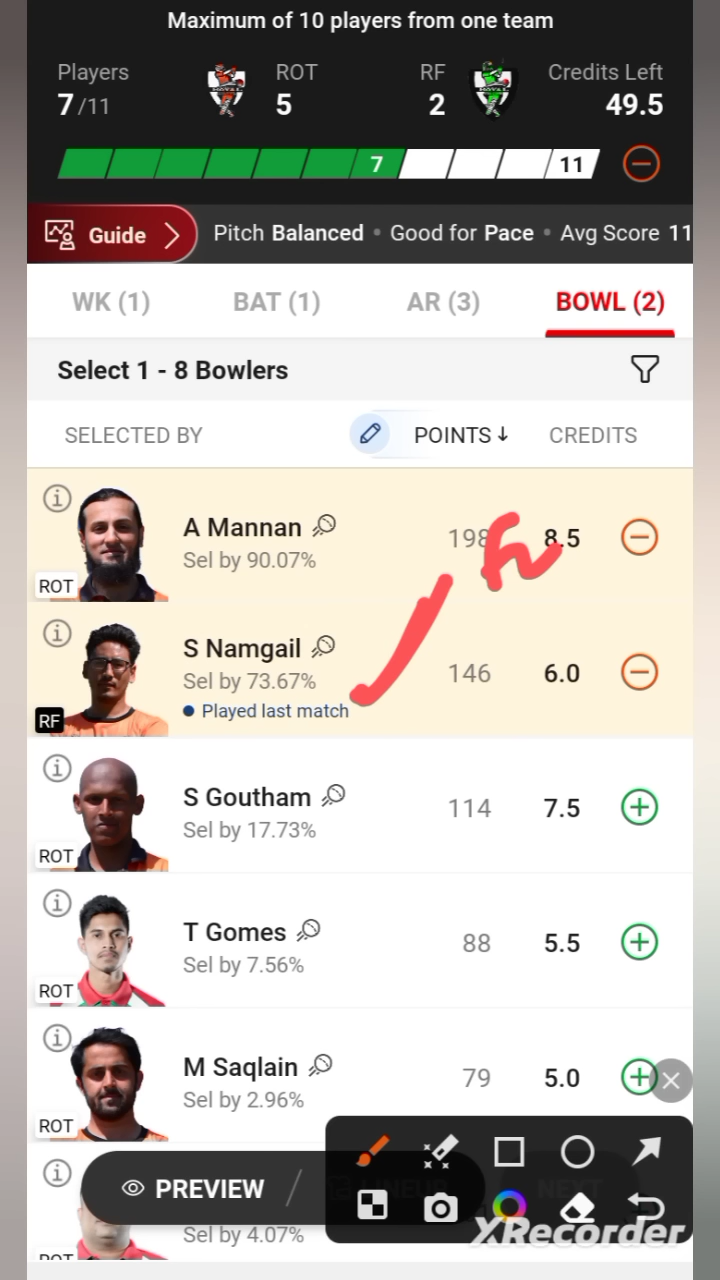 Maximum of 10 players from one team
Players ROT RF Credits Left
7/11 5 2 49.5
7 11
Guide Pitch Balanced • Good for Pace • Avg Score 11
WK (1) BAT (1) AR (3) BOWL (2)
Select 1 - 8 Bowlers
SELECTED BY POINTS↓ CREDITS
A Mannan 198 8.5
Sel by 90.07%
ROT
S Namgail
Sel by 73.67% 146 6.0
Played last match
RF
S Goutham 114 7.5
Sel by 17.73%
ROT
T Gomes 88 5.5
Sel by 7.56%
ROT
M Saqlain 79 5.0
Sel by 2.96%
ROT
PREVIEW
Sel by 4.07%
XRecorder
ROT